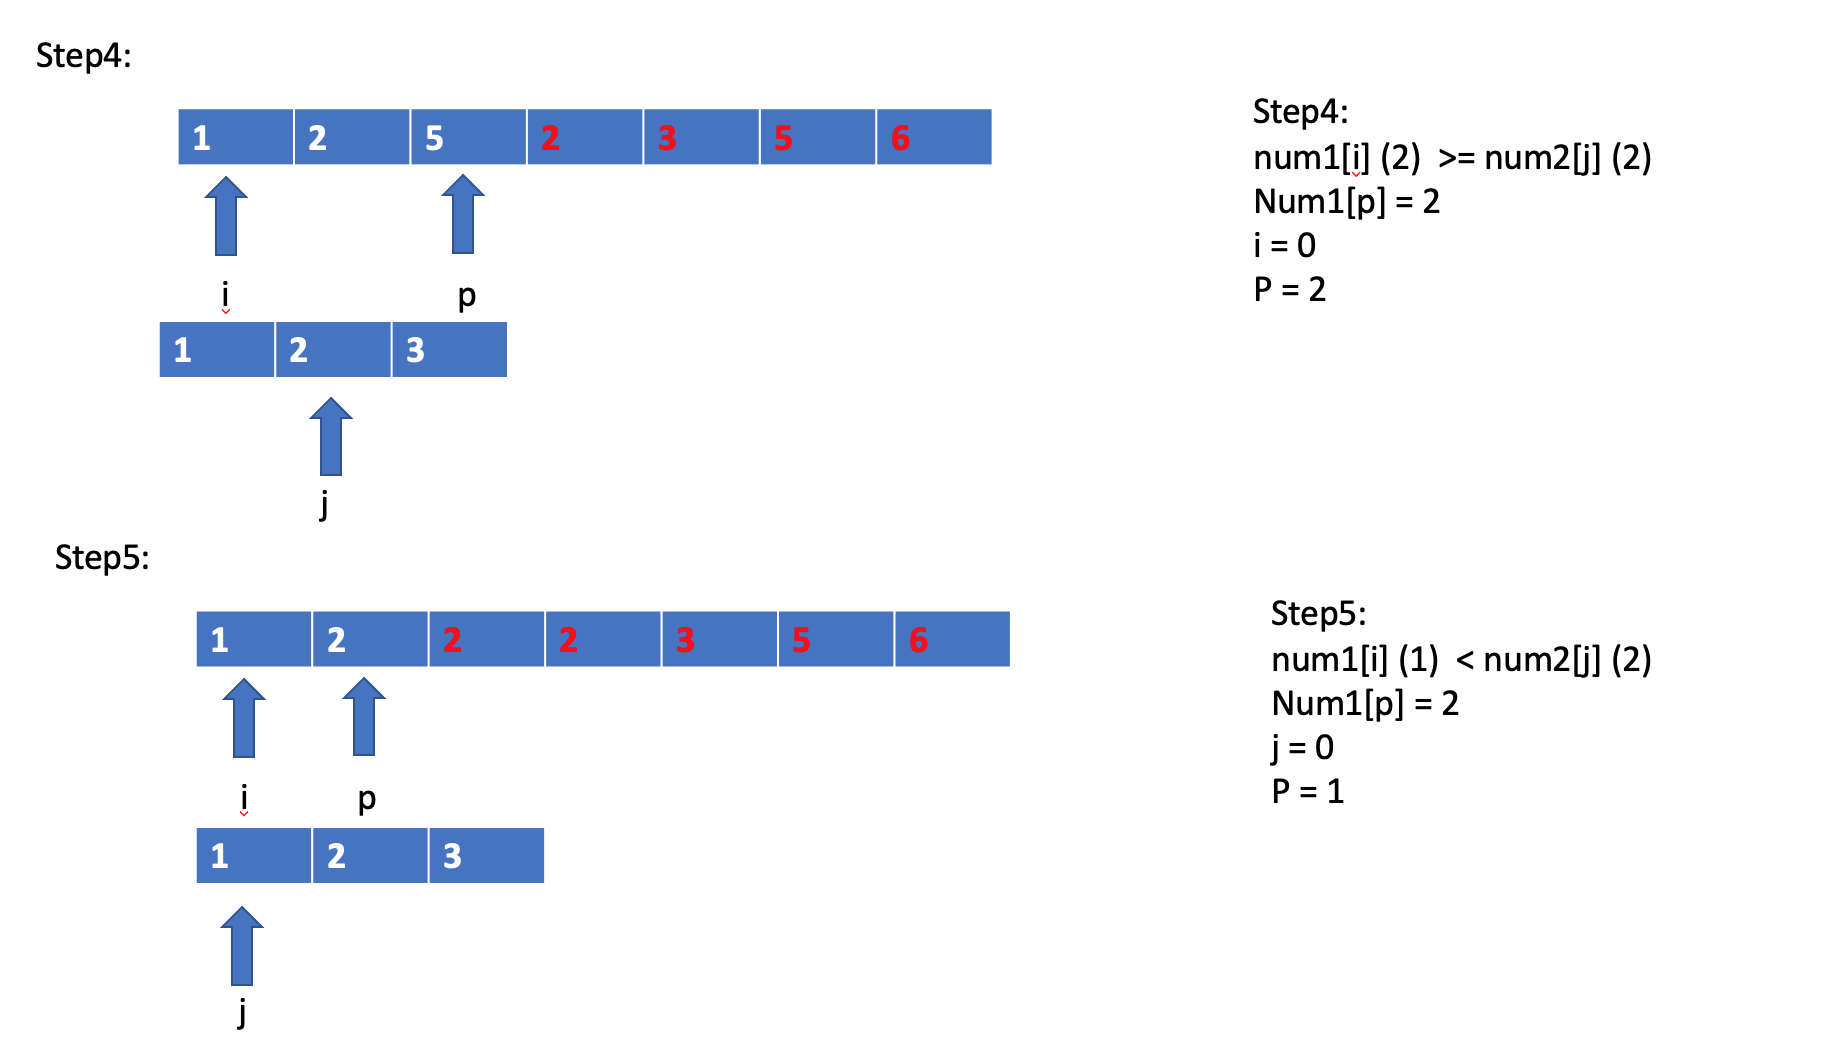 Step4:
1 2 5 2 3 5 6
i p
1 2 3
j
Step4:
num1[i] (2) >= num2[j] (2)
Num1[p] = 2
i = 0
P = 2
Step5:
1 2 2 2 3 5 6
i p
1 2 3
j
Step5:
num1[i] (1) < num2[j] (2)
Num1[p] = 2
j = 0
P = 1